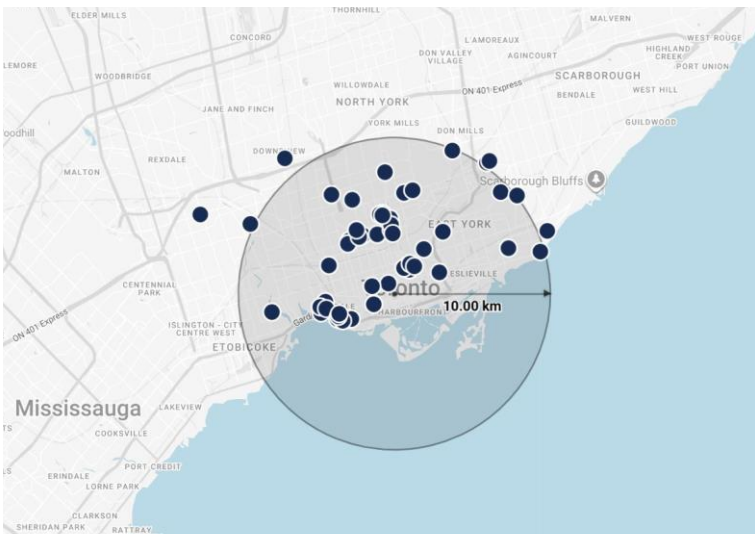 THORNHILL
ELDER MILLS
MALVERN
CONCORD
L'AMOREAUX
WEST ROUGE
DON VALLEY
VILLAGE
AGINCOURT
HIGHLAND
CREEK
LEMORE
WOODBRIDGE
SCARBOROUGH
PORT UNION
WILLOWDALE
ON 401 Express
BENDALE
WEST HILL
NORTH YORK
JANE AND FINCH
YORK MILLS
GUILDWOOD
DON MILLS
oodhill
REXDALE
MALTON
Scarborough Bluffs
EAST YORK
CENTENNIAL
PARK
ESLIEVILLE
10.00 km
HARBOURFRONT
ISLINGTON - CITY
CENTRE WEST
ON 401 Express
ETOBICOKE
Mississauga
LAKEVIEW
TS
COOKSVILLE
PORT CREDIT
ERINDALE
LORNE PARK
CLARKSON
SHERIDAN PARK
RATTRAY